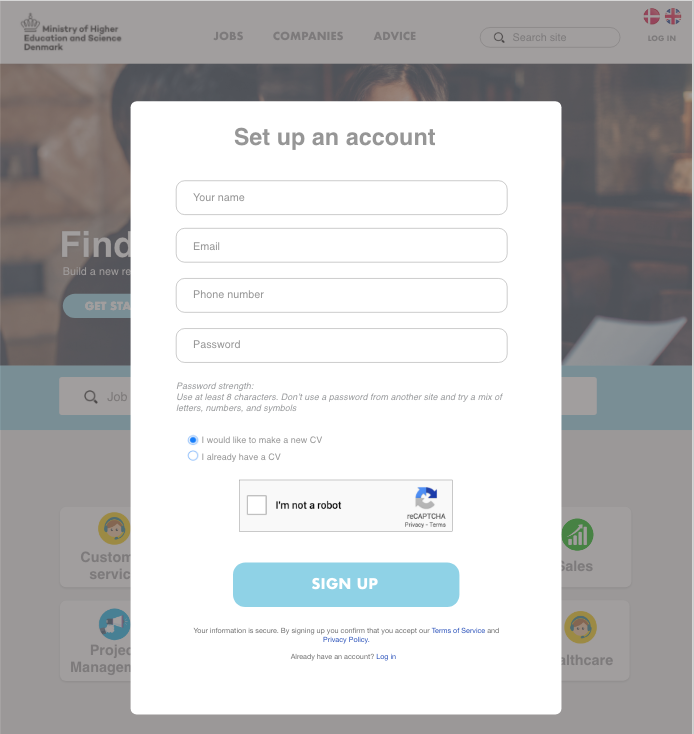 Ministry of Higher
Education and Science
Denmark
JOBS
COMPANIES
ADVICE
Search site
LOG IN
Set up an account
Your name
Email
Phone number
Password
Password strength:
Use at least 8 characters. Don't use a password from another site and try a mix of
letters, numbers, and symbols
I would like to make a new CV
I already have a CV
I'm not a robot
reCAPTCHA
Privacy - Terms
SIGN UP
Your information is secure. By signing up you confirm that you accept our Terms of Service and
Privacy Policy.
Already have an account? Log in
Find
Build a new re
GET STA
Job
Custom
servic
Projec
Managem
Sales
althcare